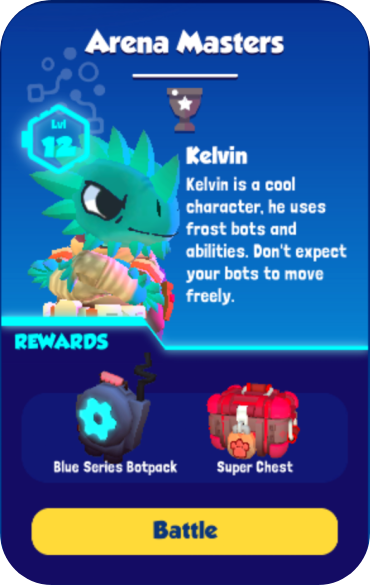 Arena Masters
Lvl
12
Kelvin
Kelvin is a cool
character, he uses
frost bots and
abilities. Don't expect
your bots to move
freely.
REWARDS
Blue Series Botpack
Super Chest
Battle